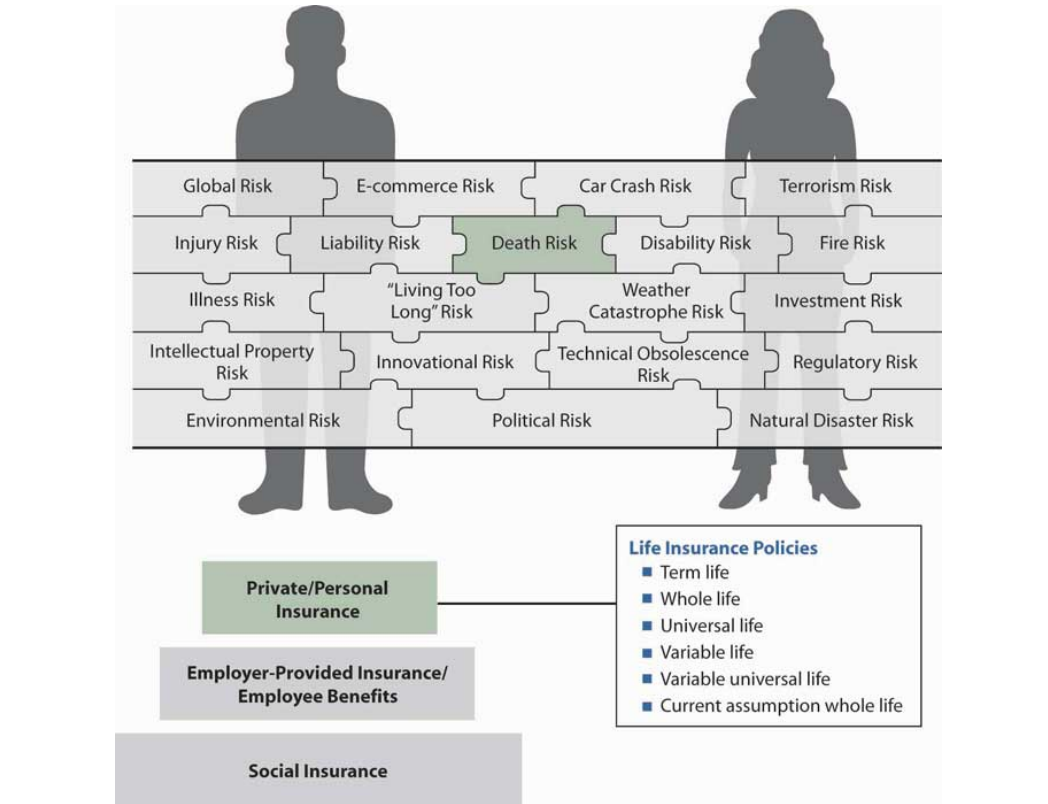 Global Risk
E-commerce Risk
Car Crash Risk
Terrorism Risk
Injury Risk
Liability Risk
Death Risk
Disability Risk
Fire Risk
Illness Risk
“Living Too
Long” Risk
Weather
Catastrophe Risk
Investment Risk
Intellectual Property
Risk
Innovational Risk
Technical Obsolescence
Risk
Regulatory Risk
Environmental Risk
Political Risk
Natural Disaster Risk
Private/Personal
Insurance
Employer-Provided Insurance/
Employee Benefits
Social Insurance
Life Insurance Policies
Term life
Whole life
Universal life
Variable life
Variable universal life
Current assumption whole life